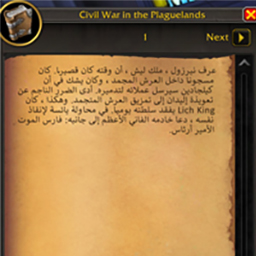 Civil War in the Plaguelands
1
Next
عرف نيرزول ، ملك ليش ، أن وقته كان قصيرا. كان
مسجونا داخل العرش المجمد ، وكان يشك في أن
كيلجادين سيرسل عملائه لتدميره. أدى الضرر الناجم عن
تعويذة إليدان إلى تمزيق العرش المتجمد. وهكذا ، كان
Lich King يفقد سلطته يومياً. في محاولة يائسة لإنقاذ
نفسه ، دعا خادمه الفاني الأعظم إلى جانبه: فارس الموت
الأمير آرثاس.